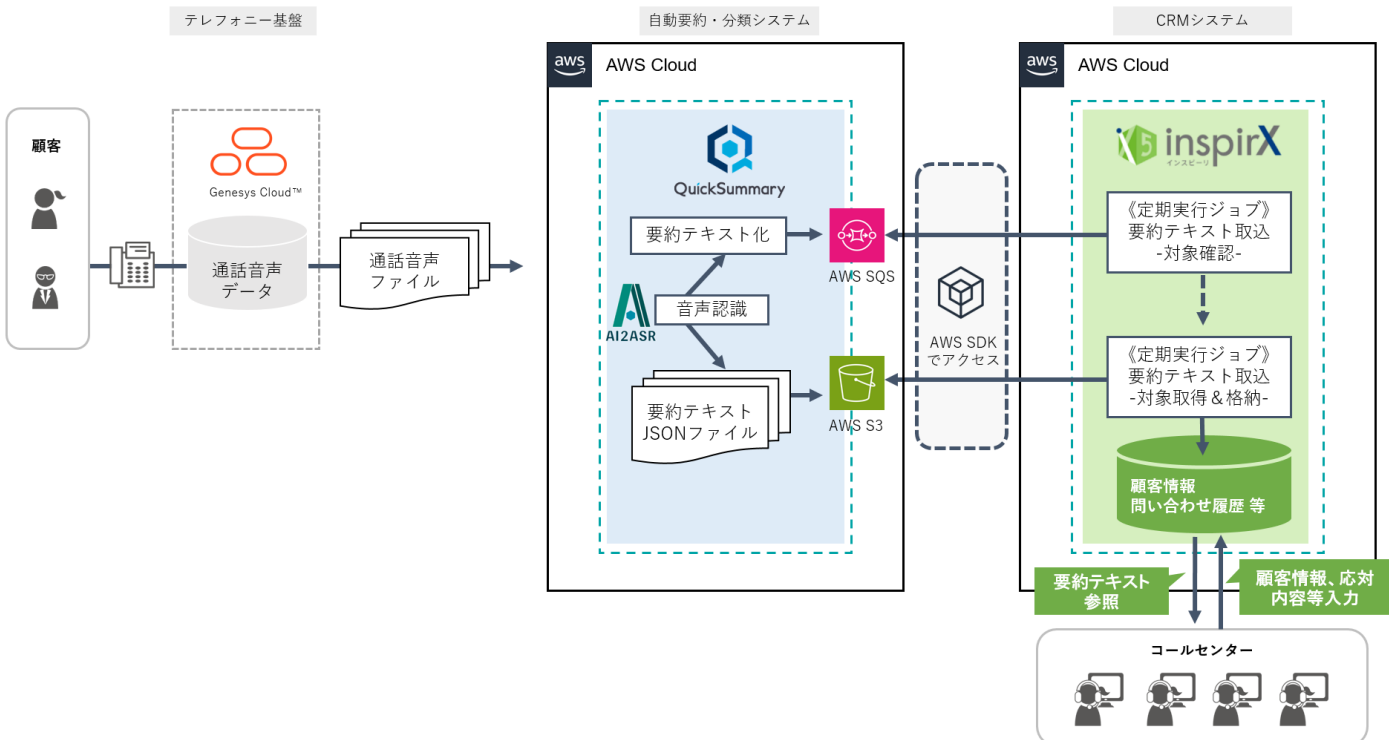 テレフォニー基盤
自動要約・分類システム
CRMシステム
aws
AWS Cloud
aws
AWS Cloud
顧客
Genesys Cloud™
通話音声
データ
通話音声
ファイル
QuickSummary
要約テキスト化
音声認識
AI2ASR
要約テキスト
JSONファイル
AWS SQS
AWS S3
AWS SDK
でアクセス
X5
inspirX
インスピーリ
《定期実行ジョブ》
要約テキスト取込
-対象確認-
《定期実行ジョブ》
要約テキスト取込
-対象取得＆格納-
顧客情報
問い合わせ履歴 等
要約テキスト
参照
顧客情報、応対
内容等入力
コールセンター